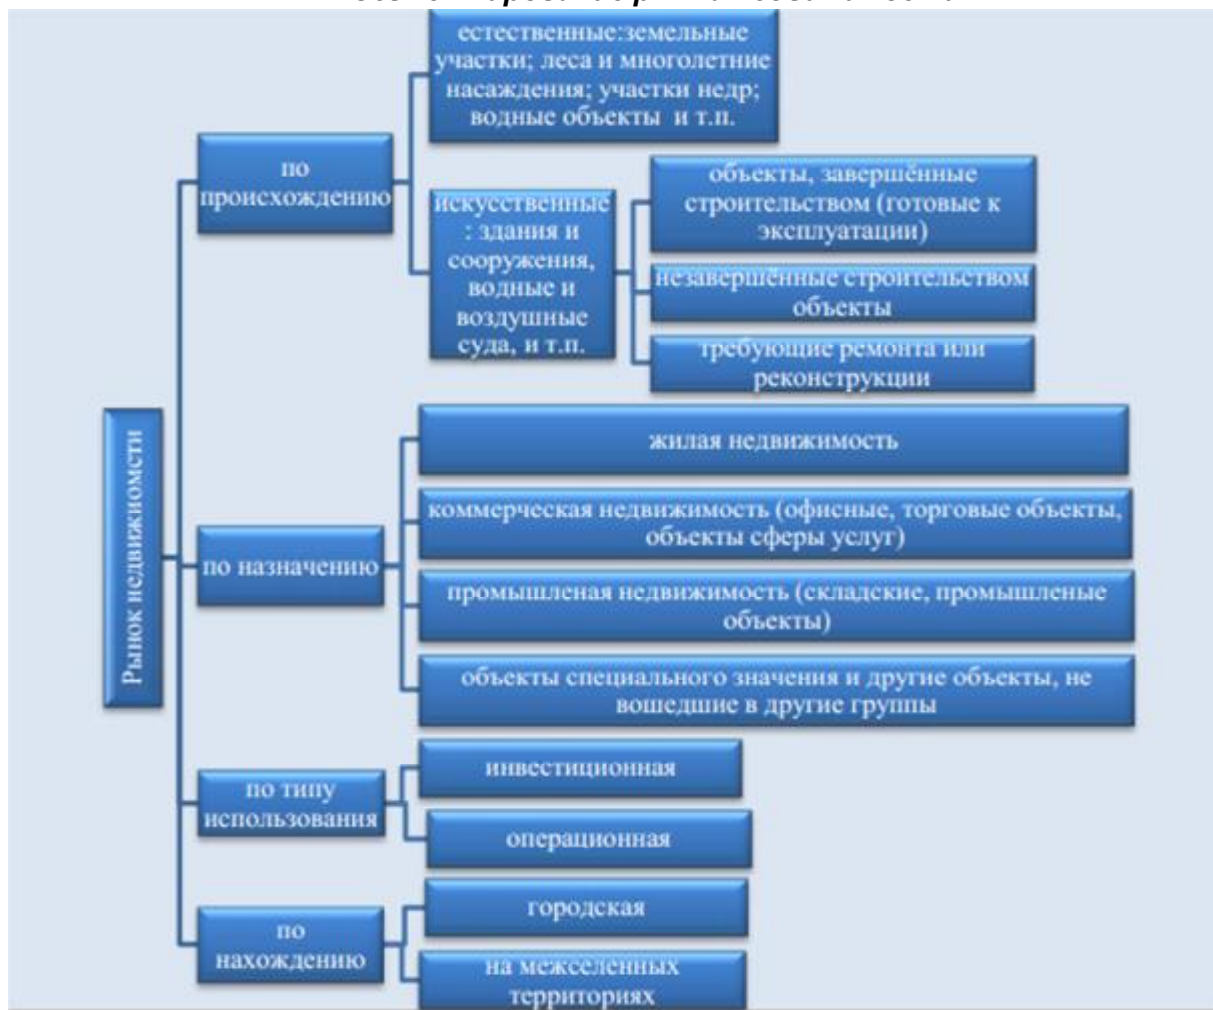 естественные:земельные
участки; леса и многолетние
насаждения; участки недр;
водные объекты и т.п.
по
происхождению
искусственные
: здания и
сооружения,
водные и
воздушные
суда, и т.п.
объекты, завершённые
строительством (готовые к
эксплуатации)
незавершённые строительством
объекты
требующие ремонта или
реконструкции
Рынок недвижиомсти
по назначению
жилая недвижимость
коммерческая недвижимость (офисные, торговые объекты,
объекты сферы услуг)
промышленая недвижимость (складские, промышленые
объекты)
объекты специального значения и другие объекты, не
вошедшие в другие группы
по типу
использования
инвестиционная
операционная
по
нахождению
городская
на межселенных
территориях